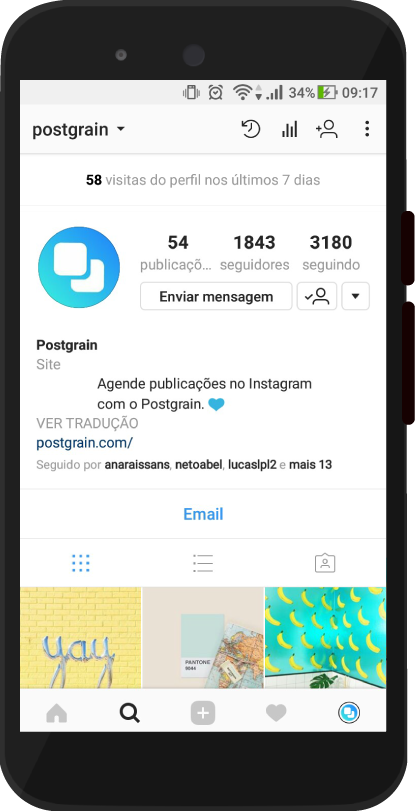 34% 09:17
postgrain
58 visitas do perfil nos últimos 7 dias
54 1843 3180
publicaçõ... seguidores seguindo
Enviar mensagem
Postgrain
Site
Agende publicações no Instagram
com o Postgrain.
VER TRADUÇÃO
postgrain.com/
Seguido por anaraissans, netoabel, lucaslpl2 e mais 13
Email
yay
PANTONE